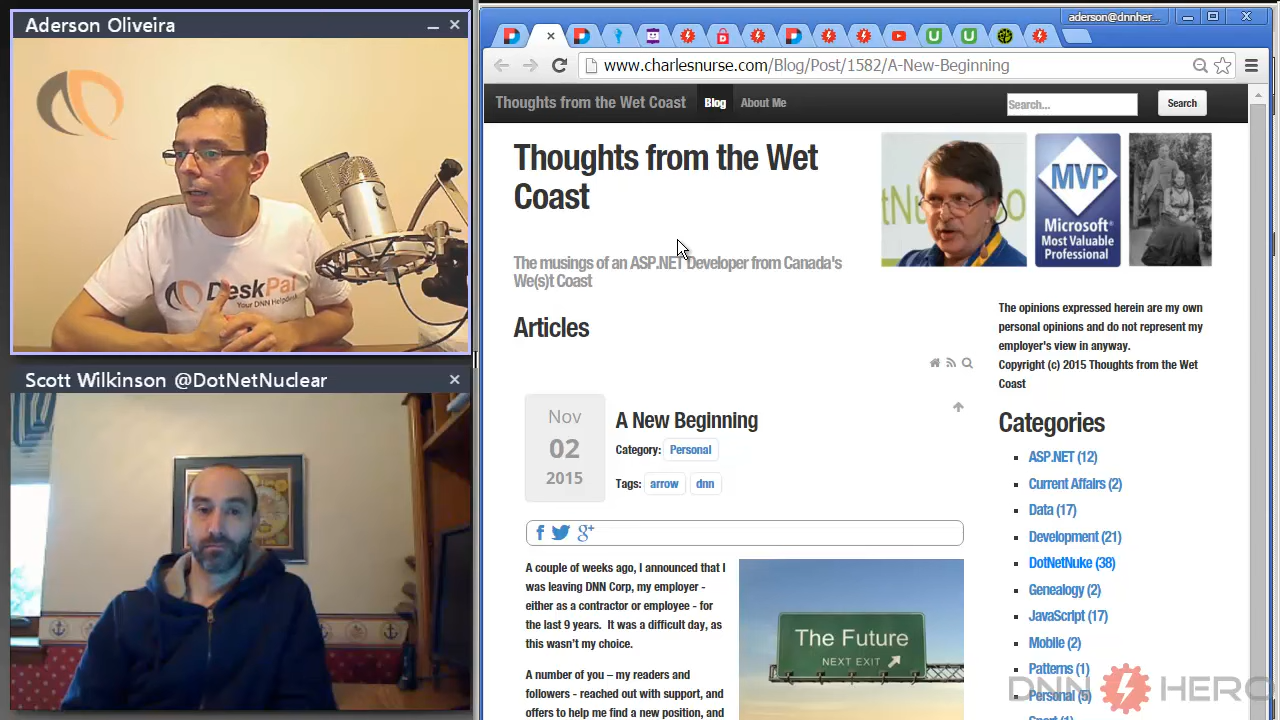 Aderson Oliveira
DeskPal
Your DNN Helpdesk
Scott Wilkinson @DotNetNuclear
aderson@dnnher...
www.charlesnurse.com/Blog/Post/1582/A-New-Beginning
Thoughts from the Wet Coast
Blog
About Me
Search...
Search
Thoughts from the Wet
Coast
The musings of an ASP.NET Developer from Canada's
We(s)t Coast
MVP
Microsoft®
Most Valuable
Professional
Articles
Nov
02
2015
A New Beginning
Category: Personal
Tags: arrow dnn
A couple of weeks ago, I announced that I
was leaving DNN Corp, my employer -
either as a contractor or employee - for
the last 9 years. It was a difficult day, as
this wasn't my choice.
A number of you – my readers and
followers - reached out with support, and
offers to help me find a new position, and
The Future
NEXT EXIT
The opinions expressed herein are my own
personal opinions and do not represent my
employer's view in anyway.
Copyright (c) 2015 Thoughts from the Wet
Coast
Categories
ASP.NET (12)
Current Affairs (2)
Data (17)
Development (21)
DotNetNuke (38)
Genealogy (2)
JavaScript (17)
Mobile (2)
Patterns (1)
Personal (5)
Sport (1)
DNN HERO